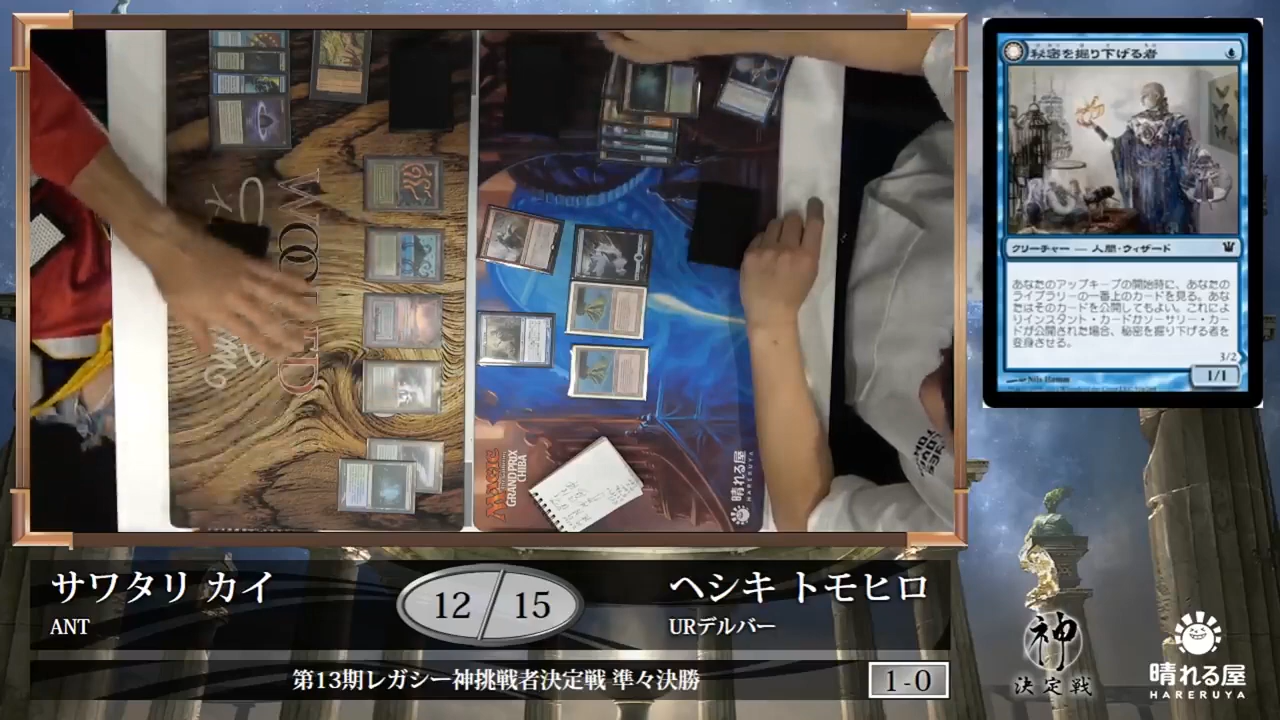 秘密を掘り下げる者
クリーチャー — 人間・ウィザード
あなたのアップキープの開始時に、あなたの
ライブラリーの一番上のカードを見る。あな
たはそのカードを公開してもよい。これによ
りインスタント・カードかソーサリー・カー
ドが公開された場合、秘密を掘り下げる者を
変身させる。
3/2
1/1
MAGIC
GRAND PRIX
CHIBA
晴れる屋
HARERUYA
サワタリ カイ
ANT
12 / 15
ヘシキ トモヒロ
URデルバー
第13期レガシー神挑戦者決定戦 準々決勝
1-0
神
決定戦
晴れる屋
HARERUYA